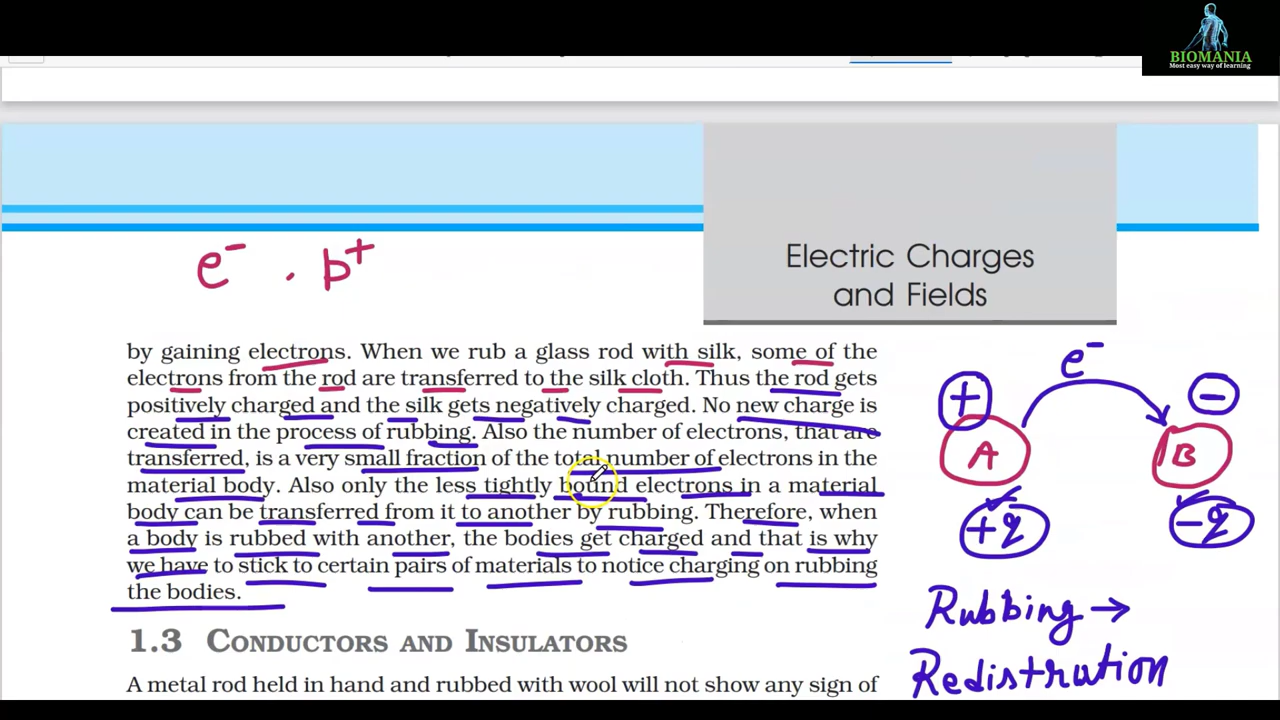 BIOMANIA
Most easy way of learning
Electric Charges
and Fields
e⁻ . p⁺
by gaining electrons. When we rub a glass rod with silk, some of the
electrons from the rod are transferred to the silk cloth. Thus the rod gets
positively charged and the silk gets negatively charged. No new charge is
created in the process of rubbing. Also the number of electrons, that are
transferred, is a very small fraction of the total number of electrons in the
material body. Also only the less tightly bound electrons in a material
body can be transferred from it to another by rubbing. Therefore, when
a body is rubbed with another, the bodies get charged and that is why
we have to stick to certain pairs of materials to notice charging on rubbing
the bodies.
1.3 CONDUCTORS AND INSULATORS
A metal rod held in hand and rubbed with wool will not show any sign of
e⁻
+ −
A B
+q −q
Rubbing →
Redistrution